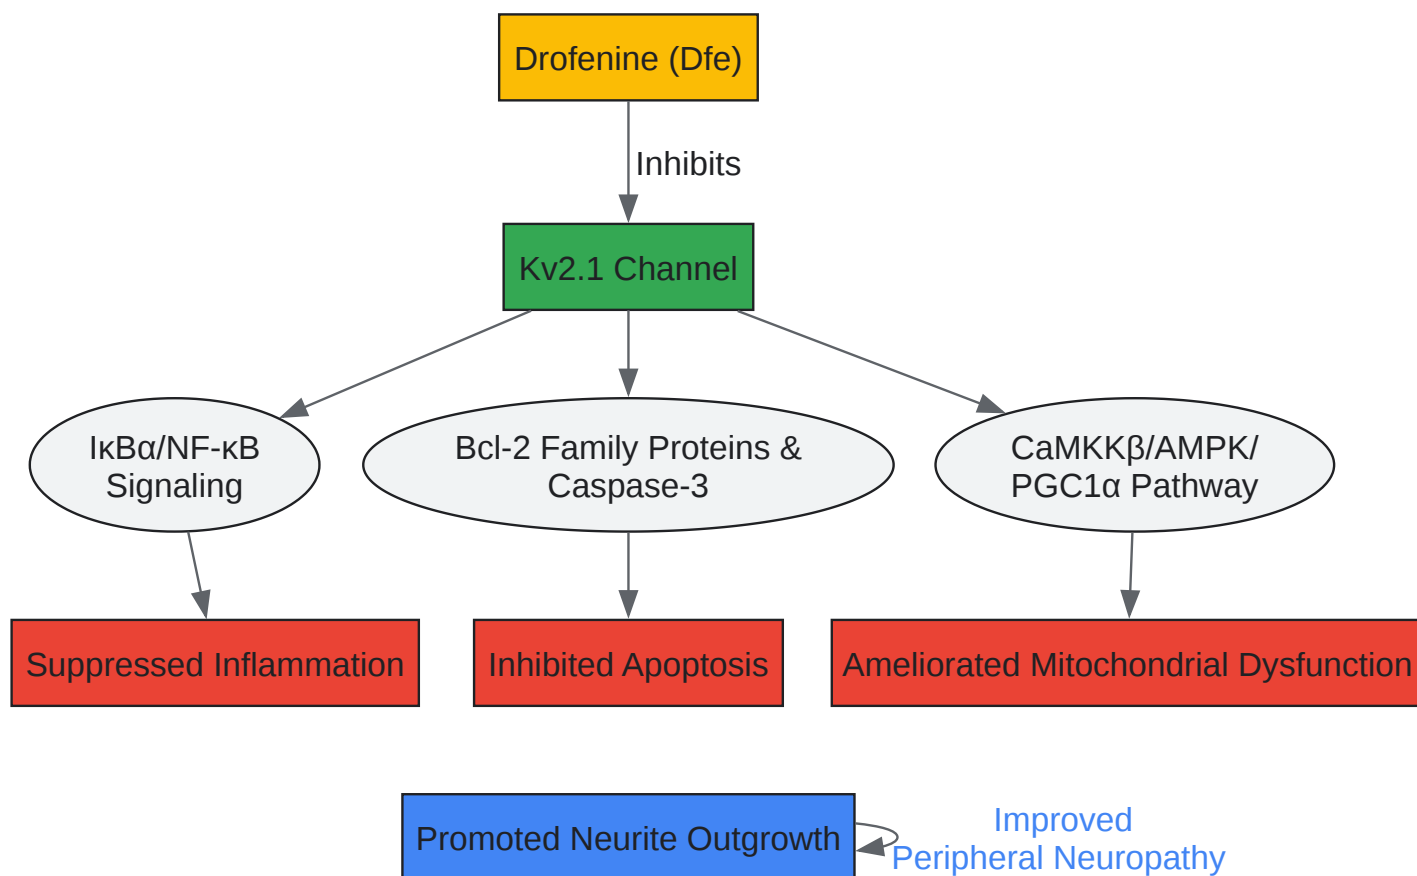 Drofenine (Dfe)
Inhibits
Kv2.1 Channel
IκBα/NF-κB
Signaling
Bcl-2 Family Proteins &
Caspase-3
CaMKKβ/AMPK/
PGC1α Pathway
Suppressed Inflammation
Inhibited Apoptosis
Ameliorated Mitochondrial Dysfunction
Promoted Neurite Outgrowth
Improved
Peripheral Neuropathy